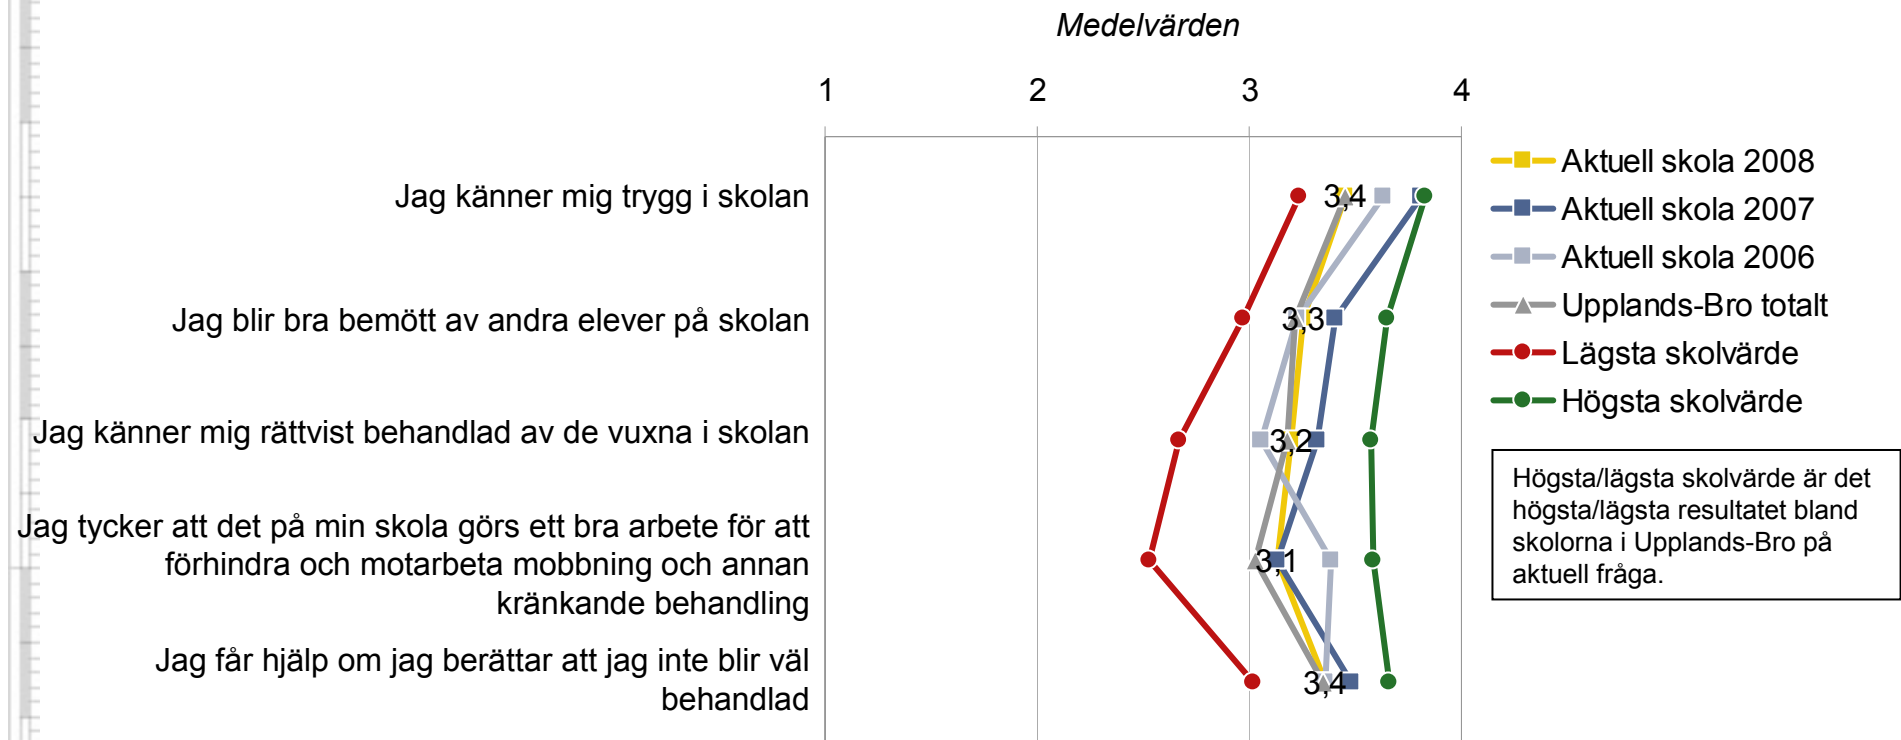 Medelvärden
1 2 3 4
Jag känner mig trygg i skolan
3,4
Jag blir bra bemött av andra elever på skolan
3,3
Jag känner mig rättvist behandlad av de vuxna i skolan
3,2
Jag tycker att det på min skola görs ett bra arbete för att
förhindra och motarbeta mobbning och annan
kränkande behandling
3,1
Jag får hjälp om jag berättar att jag inte blir väl
behandlad
3,4
Aktuell skola 2008
Aktuell skola 2007
Aktuell skola 2006
Upplands-Bro totalt
Lägsta skolvärde
Högsta skolvärde
Högsta/lägsta skolvärde är det
högsta/lägsta resultatet bland
skolorna i Upplands-Bro på
aktuell fråga.